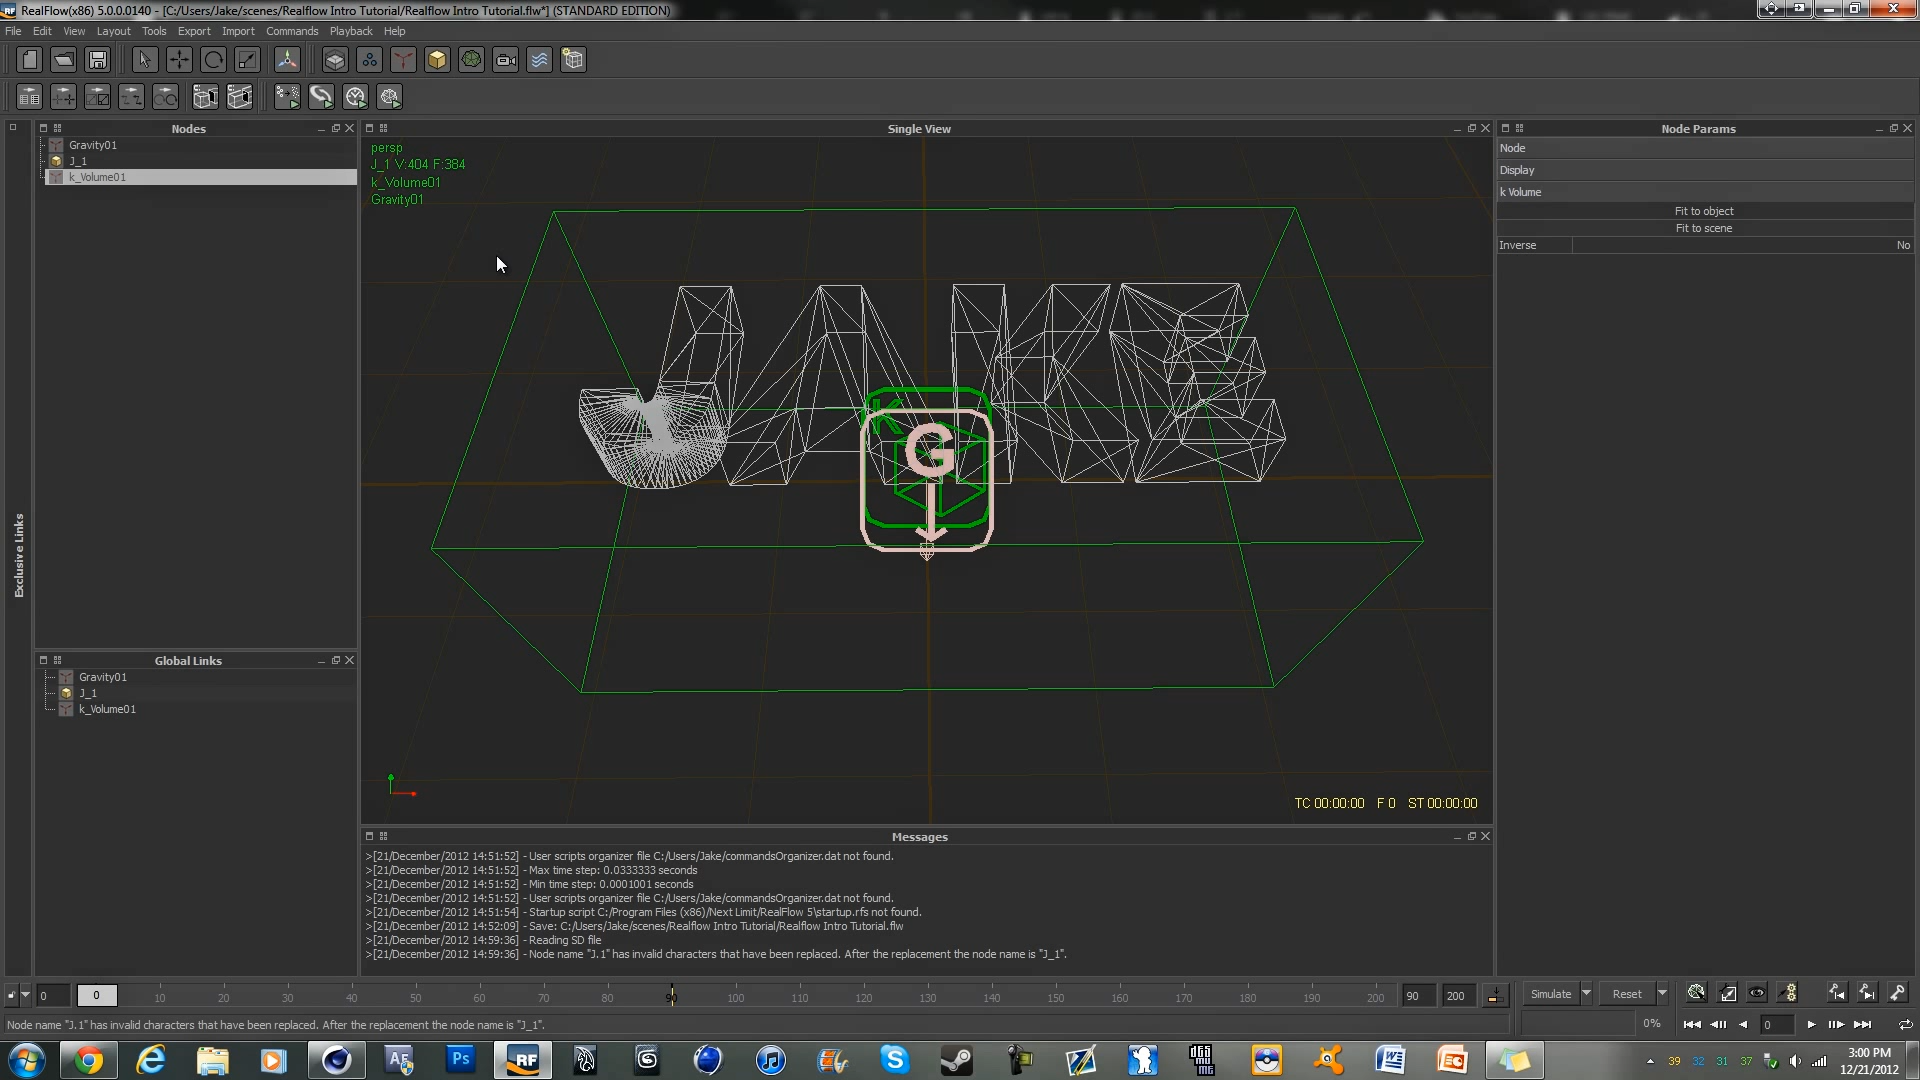 RealFlow(x86) 5.0.0.0140 - [C:/Users/Jake/scenes/Realflow Intro Tutorial/Realflow Intro Tutorial.flw*] (STANDARD EDITION)
File Edit View Layout Tools Export Import Commands Playback Help
Nodes
Gravity01
J_1
k_Volume01
Exclusive Links
Global Links
Gravity01
J_1
k_Volume01
Single View
persp
J_1 V:404 F:384
k_Volume01
Gravity01
JAKE
K
G
TC 00:00:00 F 0 ST 00:00:00
Messages
>[21/December/2012 14:51:52] - User scripts organizer file C:/Users/Jake/commandsOrganizer.dat not found.
>[21/December/2012 14:51:52] - Max time step: 0.0333333 seconds
>[21/December/2012 14:51:52] - Min time step: 0.0001001 seconds
>[21/December/2012 14:51:52] - User scripts organizer file C:/Users/Jake/commandsOrganizer.dat not found.
>[21/December/2012 14:51:54] - Startup script C:/Program Files (x86)/Next Limit/RealFlow 5\startup.rfs not found.
>[21/December/2012 14:52:09] - Save: C:/Users/Jake/scenes/Realflow Intro Tutorial/Realflow Intro Tutorial.flw
>[21/December/2012 14:59:36] - Reading SD file
>[21/December/2012 14:59:36] - Node name "J.1" has invalid characters that have been replaced. After the replacement the node name is "J_1".
Node Params
Node
Display
k Volume
Fit to object
Fit to scene
Inverse No
0 0 10 20 30 40 50 60 70 80 90 100 110 120 130 140 150 160 170 180 190 200 90 200
Simulate Reset
Node name "J.1" has invalid characters that have been replaced. After the replacement the node name is "J_1".
0% 0
AE Ps RF
39 32 31 37
3:00 PM
12/21/2012